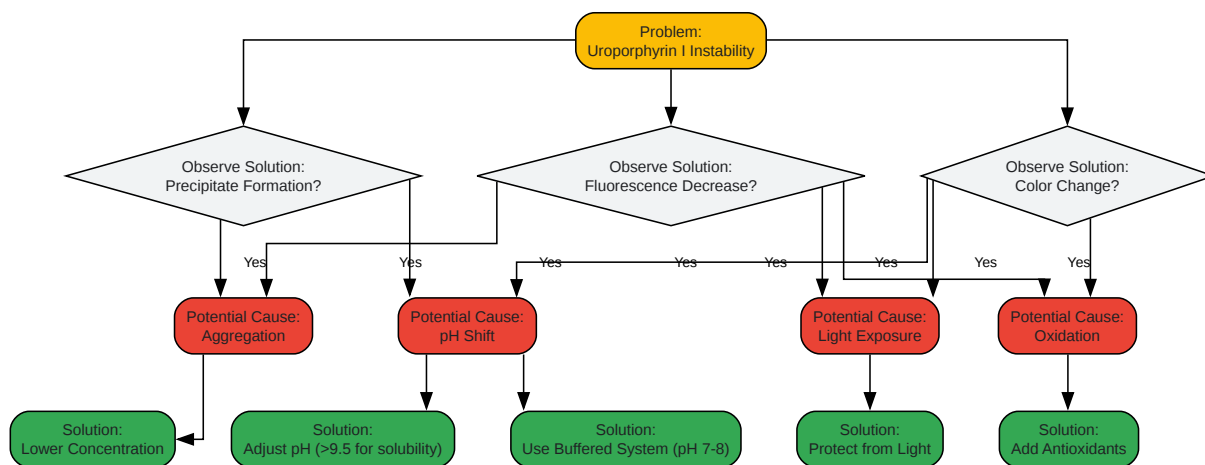 Problem:
Uroporphyrin I Instability
Observe Solution:
Precipitate Formation?
Observe Solution:
Fluorescence Decrease?
Observe Solution:
Color Change?
Yes
Yes
Yes
Yes
Yes
Yes
Yes
Yes
Potential Cause:
Aggregation
Potential Cause:
pH Shift
Potential Cause:
Light Exposure
Potential Cause:
Oxidation
Solution:
Lower Concentration
Solution:
Adjust pH (>9.5 for solubility)
Solution:
Use Buffered System (pH 7-8)
Solution:
Protect from Light
Solution:
Add Antioxidants